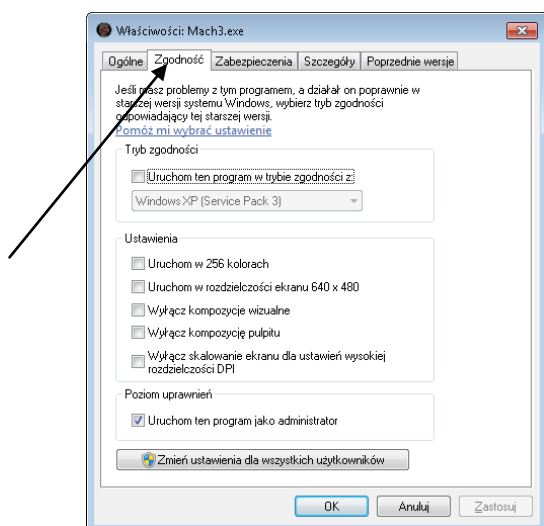 Właściwości: Mach3.exe
Ogólne Zgodność Zabezpieczenia Szczegóły Poprzednie wersje
Jeśli masz problemy z tym programem, a działał on poprawnie w
starszej wersji systemu Windows, wybierz tryb zgodności
odpowiadający tej starszej wersji.
Pomóż mi wybrać ustawienie
Tryb zgodności
Uruchom ten program w trybie zgodności z:
Windows XP (Service Pack 3)
Ustawienia
Uruchom w 256 kolorach
Uruchom w rozdzielczości ekranu 640 x 480
Wyłącz kompozycje wizualne
Wyłącz kompozycję pulpitu
Wyłącz skalowanie ekranu dla ustawień wysokiej
rozdzielczości DPI
Poziom uprawnień
Uruchom ten program jako administrator
Zmień ustawienia dla wszystkich użytkowników
OK Anuluj Zastosuj